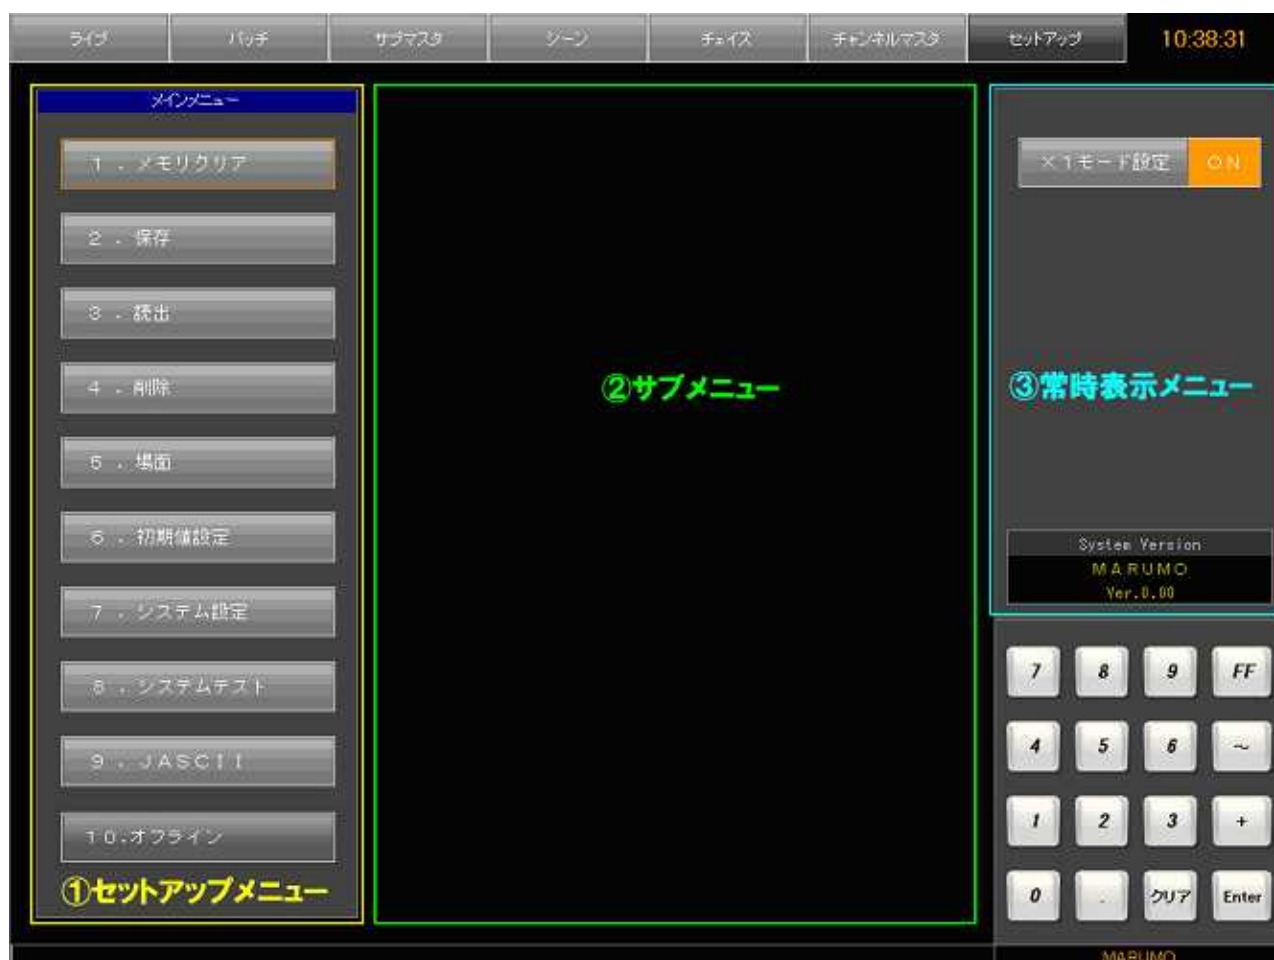 ライブ
パッチ
サブマスタ
シーン
チェイス
チャンネルマスタ
セットアップ
10:38:31
メインメニュー
1．メモリクリア
2．保存
3．読出
4．削除
5．場面
6．初期値設定
7．システム設定
8．システムテスト
9．JASCII
10.オフライン
①セットアップメニュー
②サブメニュー
×1モード設定 ON
③常時表示メニュー
System Version
MARUMO
Ver.0.00
7 8 9 FF
4 5 6 ～
1 2 3 +
0 . クリア Enter
MARUMO